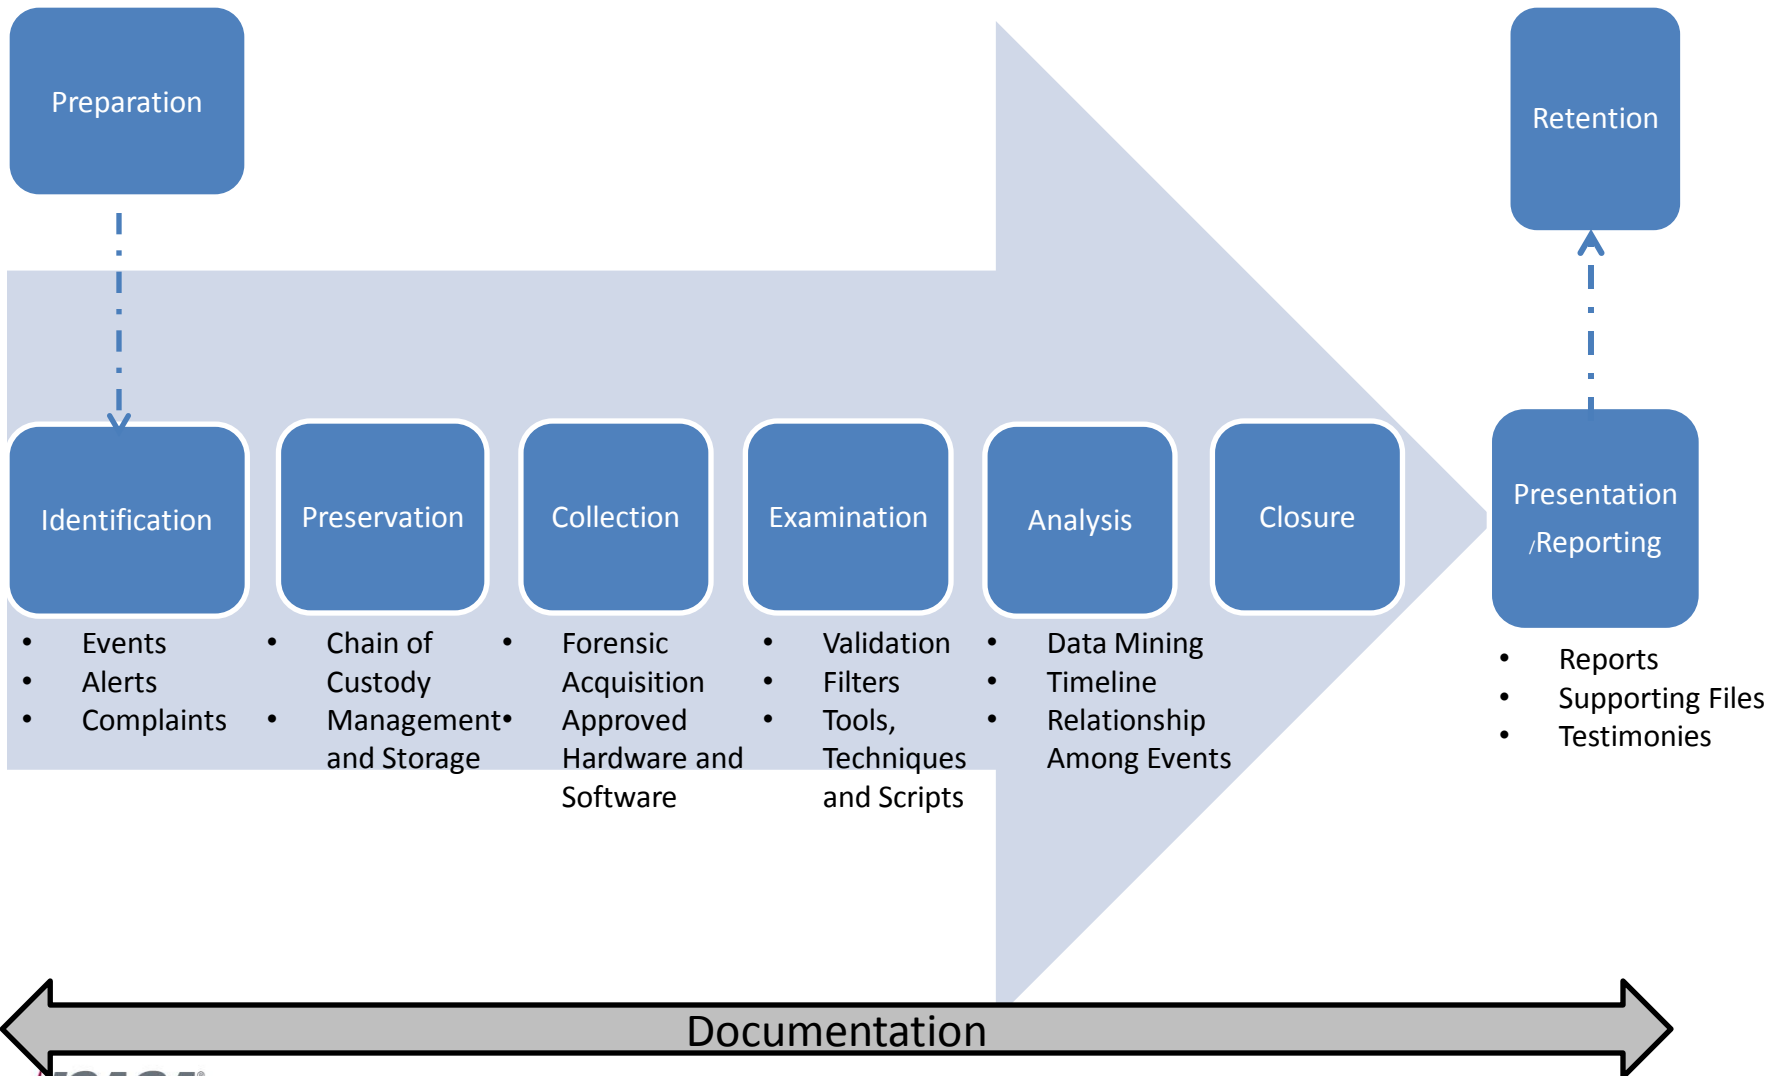 Preparation
Retention
Identification
Preservation
Collection
Examination
Analysis
Closure
Presentation
/Reporting
• Events
• Alerts
• Complaints
• Chain of
Custody
• Management
and Storage
• Forensic
Acquisition
• Approved
Hardware and
Software
• Validation
• Filters
• Tools,
Techniques
and Scripts
• Data Mining
• Timeline
• Relationship
Among Events
• Reports
• Supporting Files
• Testimonies
Documentation